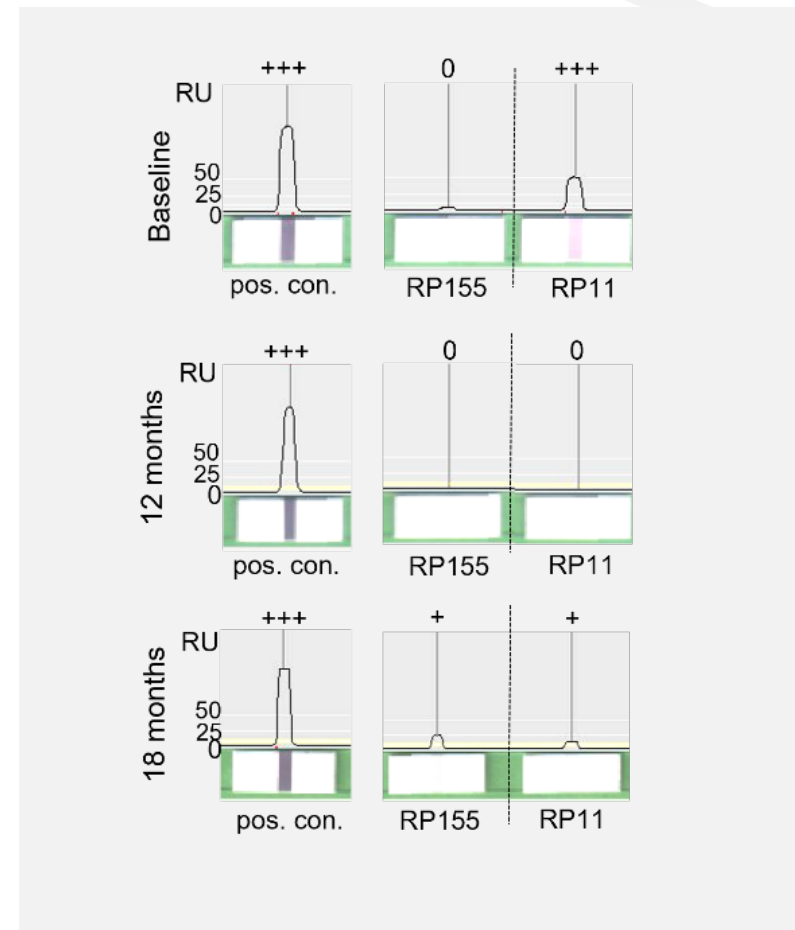 +++ 0 +++
RU
Baseline
50
25
0
pos. con. RP155 RP11
+++ 0 0
RU
12 months
50
25
0
pos. con. RP155 RP11
+++ + +
RU
18 months
50
25
0
pos. con. RP155 RP11